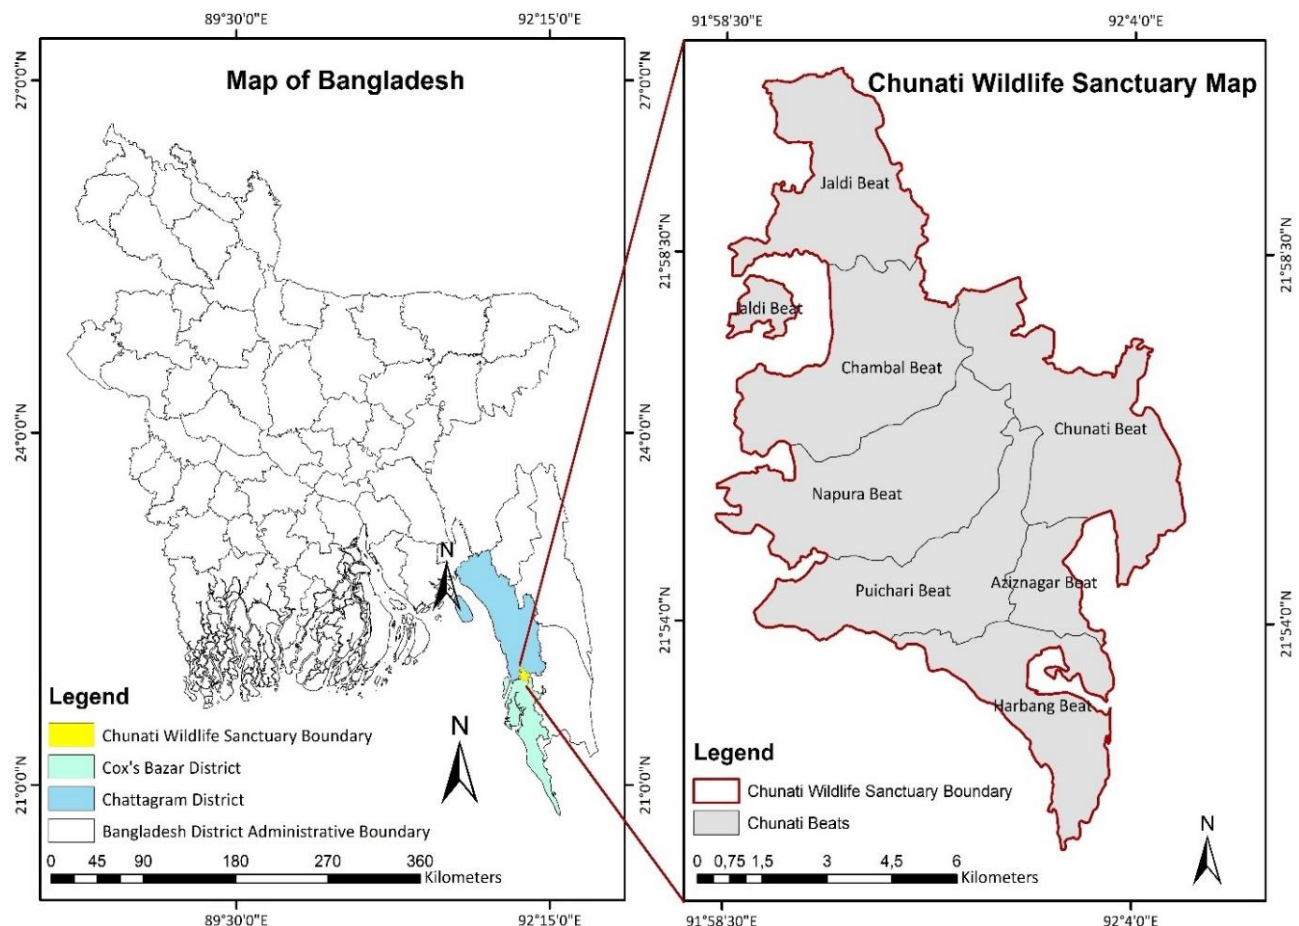 89°30'0"E
92°15'0"E
27°0'0"N
24°0'0"N
21°0'0"N
Map of Bangladesh
27°0'0"N
24°0'0"N
21°0'0"N
N
N
Legend
Chunati Wildlife Sanctuary Boundary
Cox's Bazar District
Chattagram District
Bangladesh District Administrative Boundary
0 45 90 180 270 360
Kilometers
89°30'0"E
92°15'0"E
91°58'30"E
92°4'0"E
21°58'30"N
21°54'0"N
Chunati Wildlife Sanctuary Map
Jaldi Beat
Jaldi Beat
Chambal Beat
Chunati Beat
Napura Beat
Puichari Beat
Aziznagar Beat
Harbang Beat
21°58'30"N
21°54'0"N
Legend
Chunati Wildlife Sanctuary Boundary
Chunati Beats
N
0 0,75 1,5 3 4,5 6
Kilometers
91°58'30"E
92°4'0"E